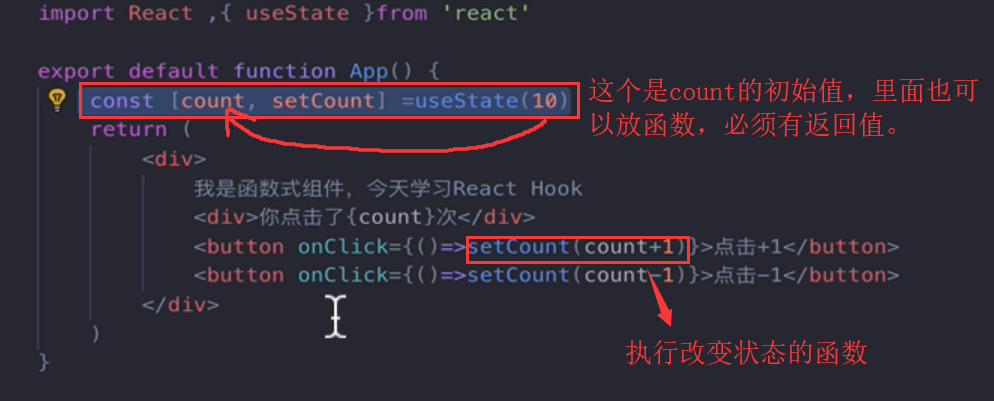 import React ,{ useState }from 'react'
export default function App() {
const [count, setCount] =useState(10)
这个是count的初始值，里面也可
以放函数，必须有返回值。
return (
<div>
我是函数式组件，今天学习React Hook
<div>你点击了{count}次</div>
<button onClick={()=>setCount(count+1)}>点击+1</button>
<button onClick={()=>setCount(count-1)}>点击-1</button>
</div>
)
执行改变状态的函数
}